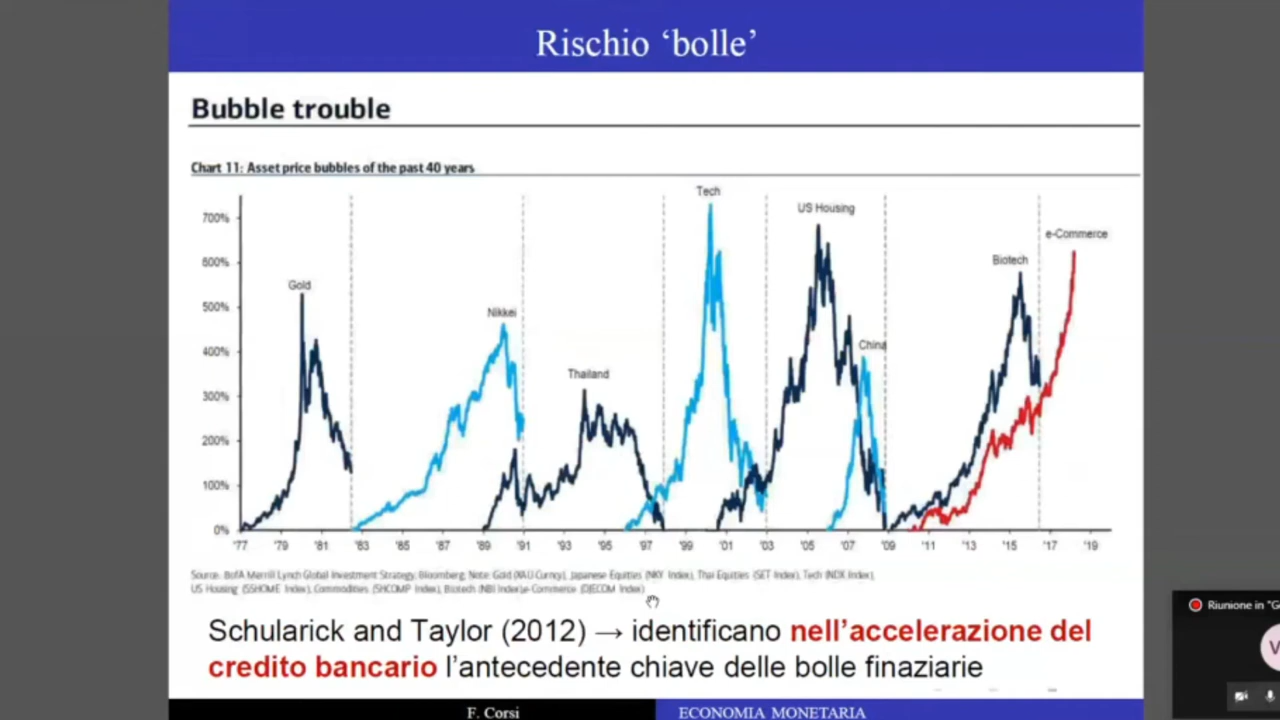 Rischio ‘bolle’
Bubble trouble
Chart 11: Asset price bubbles of the past 40 years
700%
600%
500%
400%
300%
200%
100%
0%
Gold
Nikkei
Thailand
Tech
US Housing
China
Biotech
e-Commerce
'77 '79 '81 '83 '85 '87 '89 '91 '93 '95 '97 '99 '01 '03 '05 '07 '09 '11 '13 '15 '17 '19
Source: BofA Merrill Lynch Global Investment Strategy, Bloomberg. Note: Gold (XAU Curncy), Japanese Equities (NKY Index), Thai Equities (SET Index), Tech (NDX Index),
US Housing (S5HOME Index), Commodities (SHCOMP Index), Biotech (NBI Index)e-Commerce (DJECOM Index)
Schularick and Taylor (2012) → identificano nell’accelerazione del
credito bancario l’antecedente chiave delle bolle finaziarie
F. Corsi
ECONOMIA MONETARIA
Riunione in "G
V